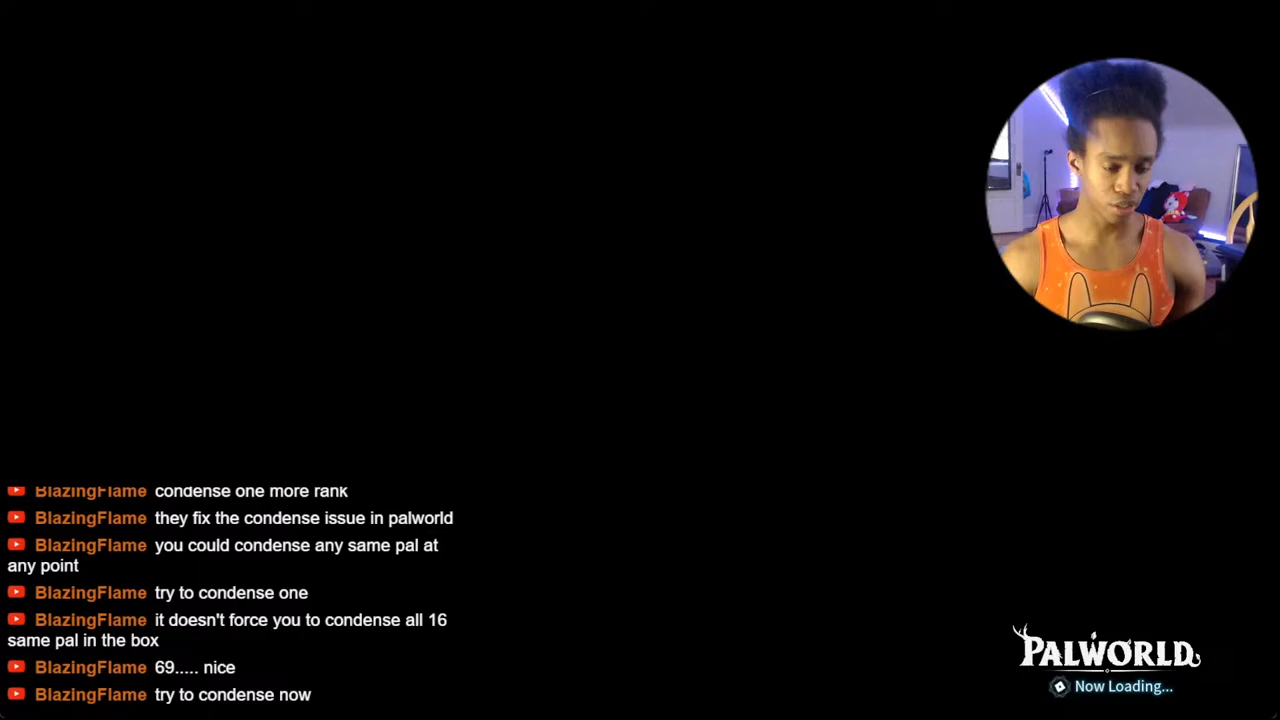 BlazingFlame condense one more rank
BlazingFlame they fix the condense issue in palworld
BlazingFlame you could condense any same pal at
any point
BlazingFlame try to condense one
BlazingFlame it doesn't force you to condense all 16
same pal in the box
BlazingFlame 69..... nice
BlazingFlame try to condense now
PALWORLD
Now Loading...